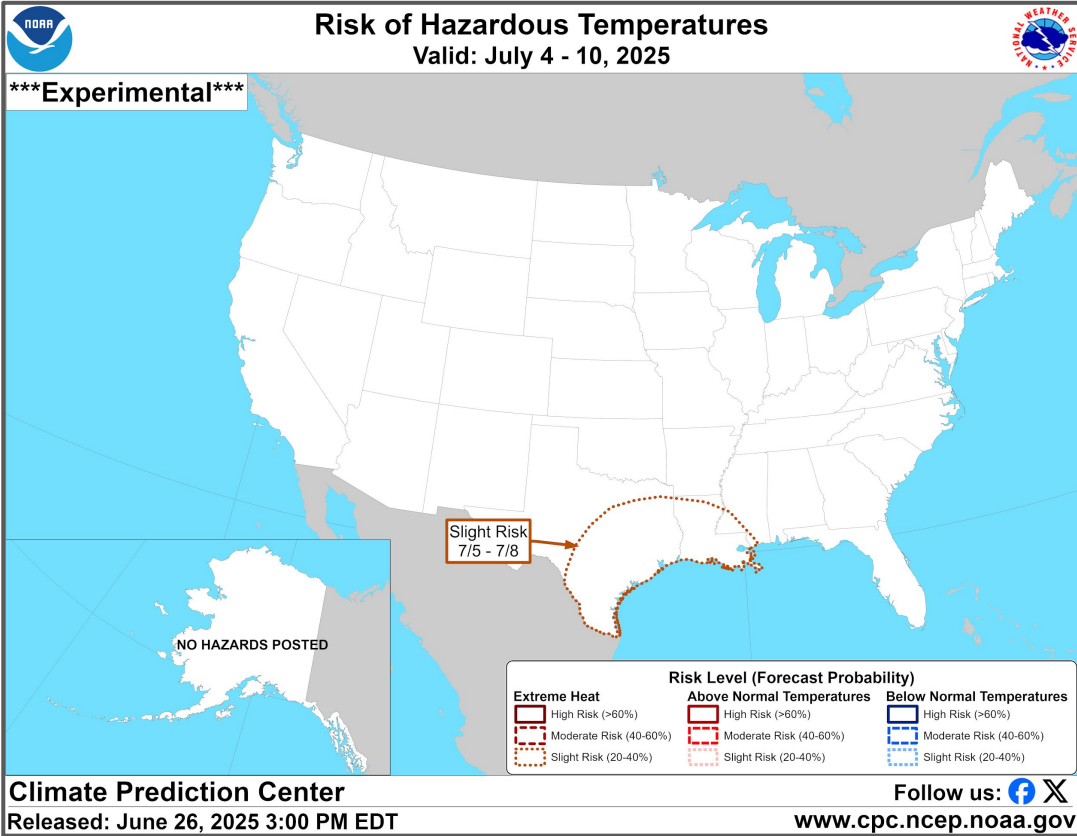 NOAA
Risk of Hazardous Temperatures
Valid: July 4 - 10, 2025
NATIONAL WEATHER SERVICE
***Experimental***
Slight Risk
7/5 - 7/8
NO HAZARDS POSTED
Risk Level (Forecast Probability)
Extreme Heat
High Risk (>60%)
Moderate Risk (40-60%)
Slight Risk (20-40%)
Above Normal Temperatures
High Risk (>60%)
Moderate Risk (40-60%)
Slight Risk (20-40%)
Below Normal Temperatures
High Risk (>60%)
Moderate Risk (40-60%)
Slight Risk (20-40%)
Climate Prediction Center
Follow us:
Released: June 26, 2025 3:00 PM EDT
www.cpc.ncep.noaa.gov